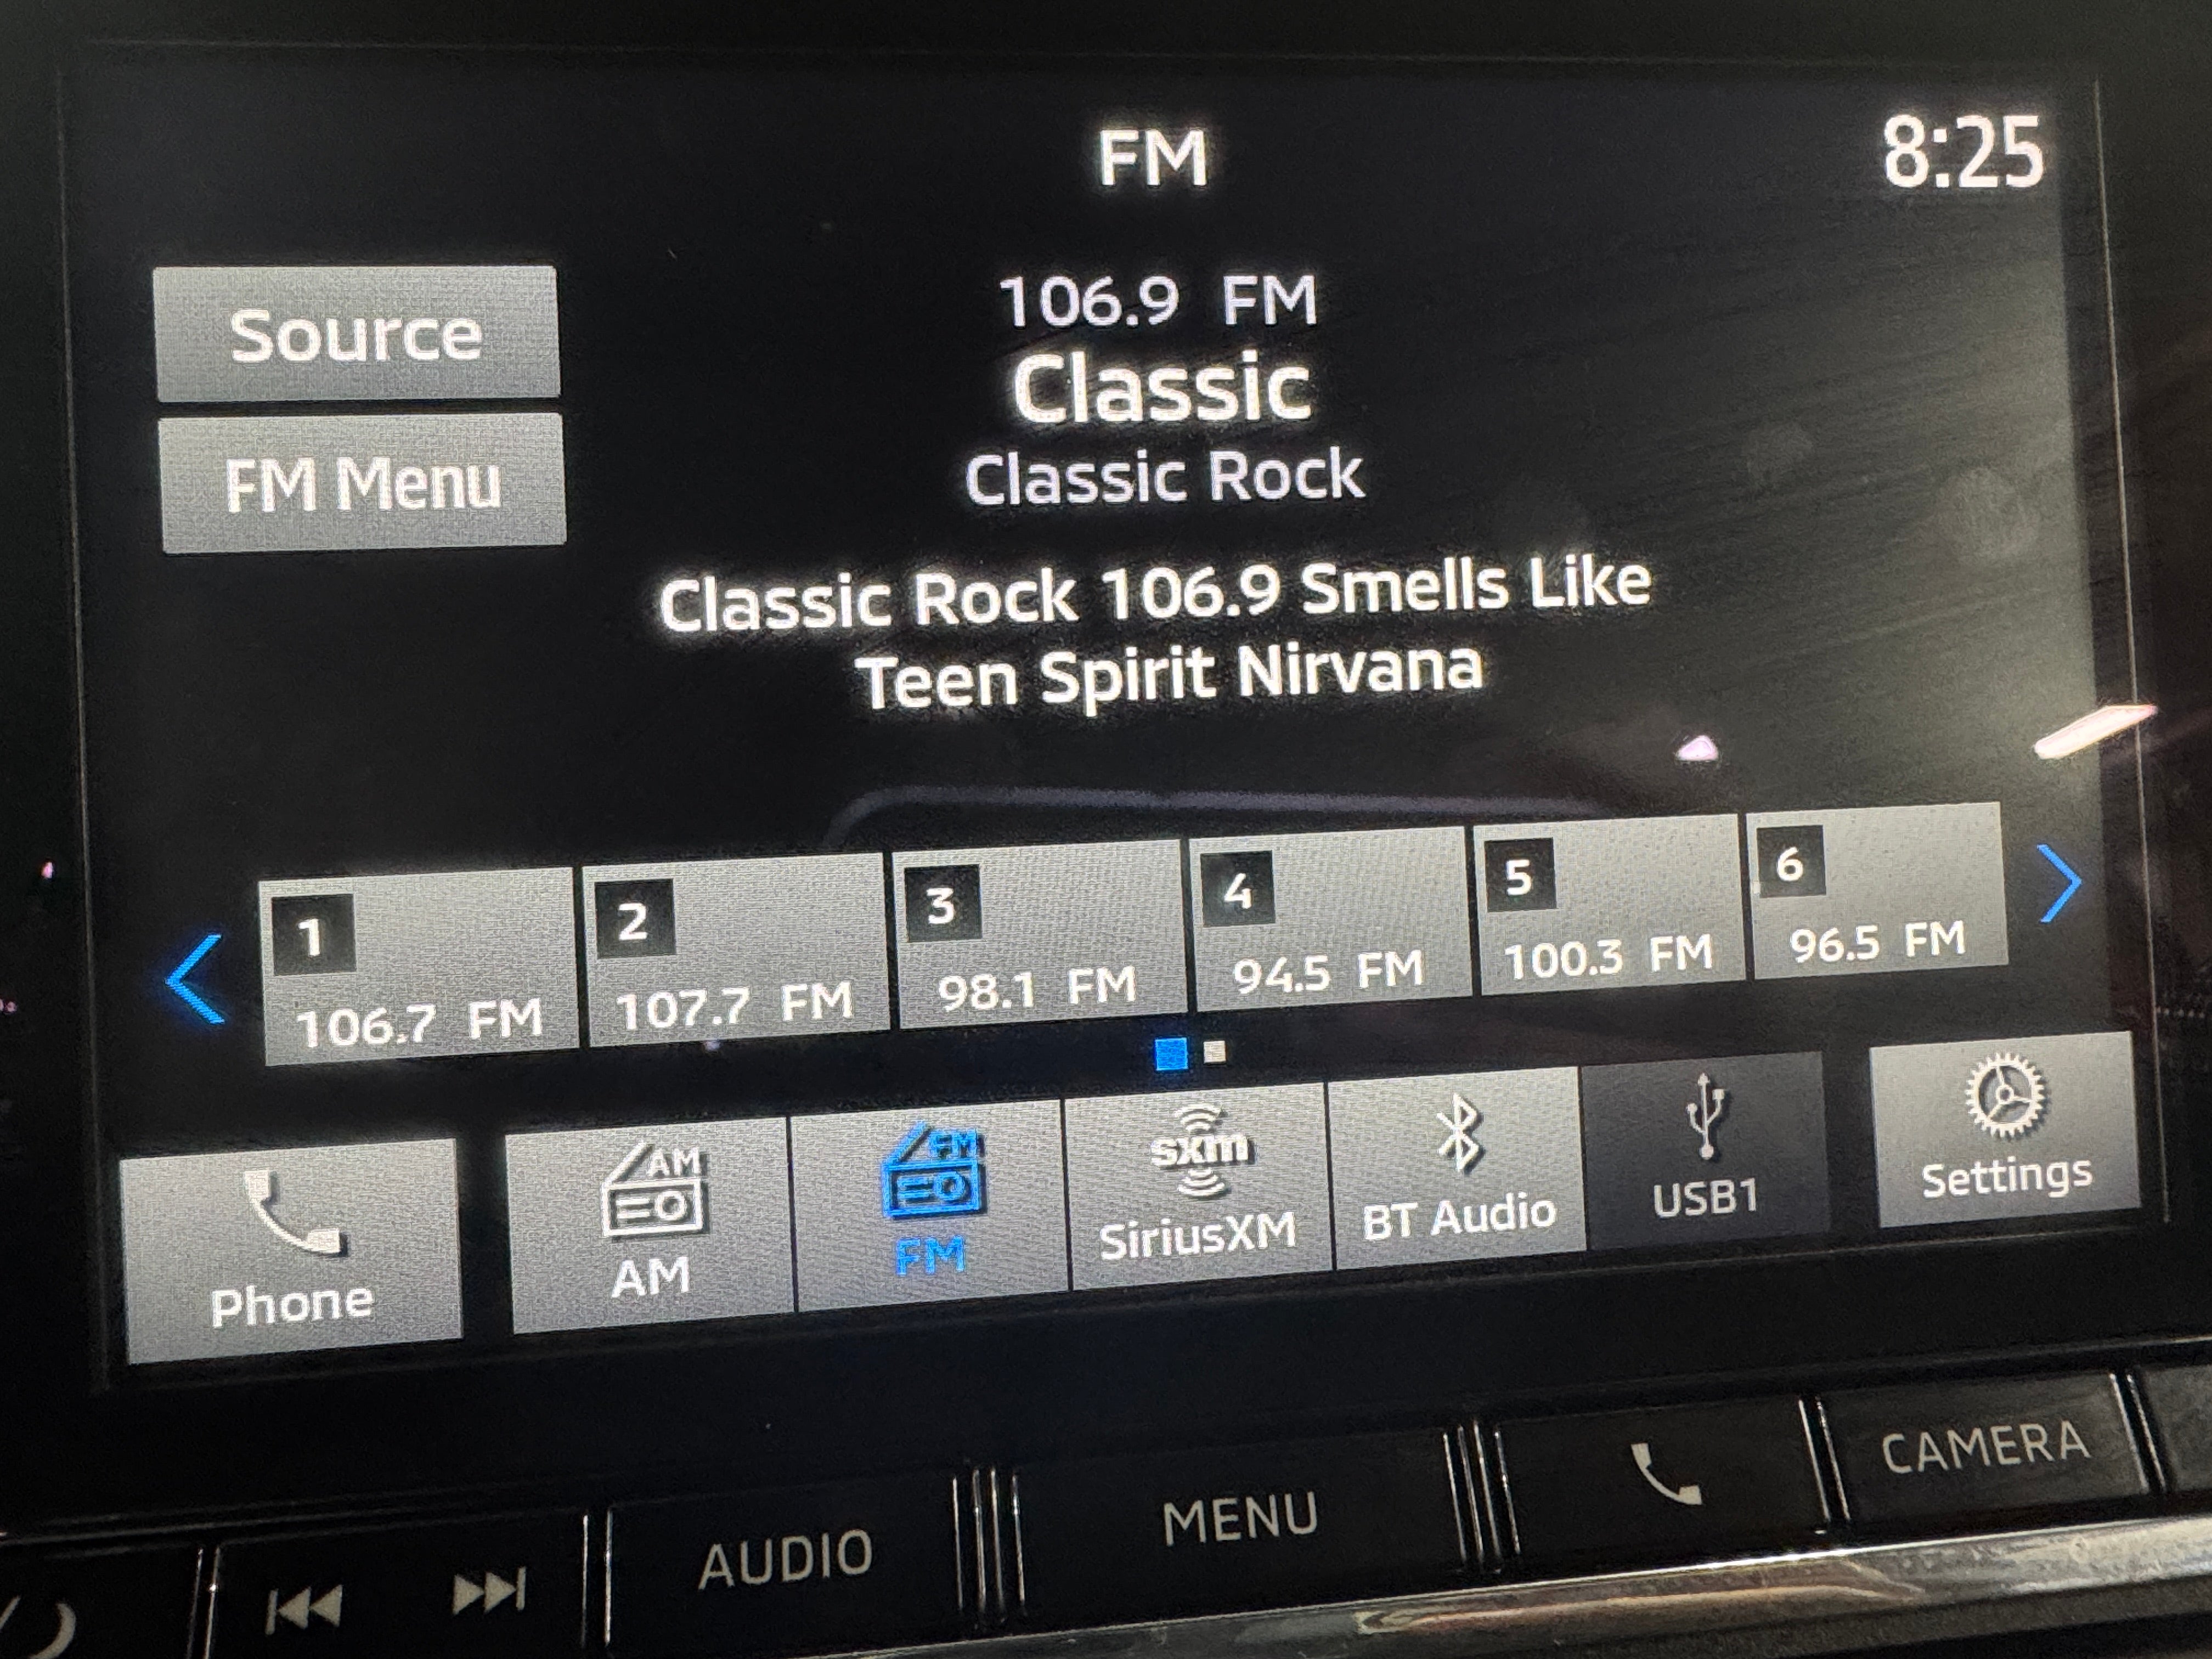 FM
8:25
Source
FM Menu
106.9 FM
Classic
Classic Rock
Classic Rock 106.9 Smells Like
Teen Spirit Nirvana
1
106.7 FM
2
107.7 FM
3
98.1 FM
4
94.5 FM
5
100.3 FM
6
96.5 FM
Phone
AM
AM
FM
FM
sxm
SiriusXM
BT Audio
USB1
Settings
AUDIO
MENU
CAMERA